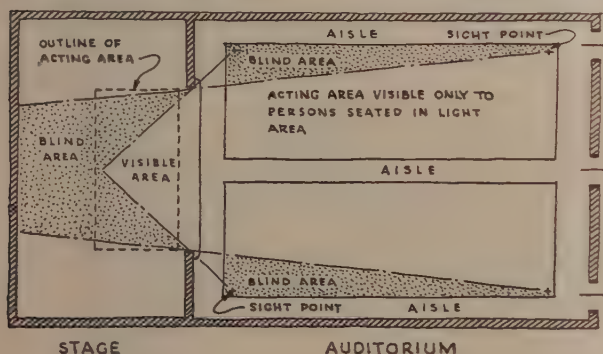 AISLE
SIGHT POINT
OUTLINE OF
ACTING AREA
BLIND AREA
ACTING AREA VISIBLE ONLY TO
PERSONS SEATED IN LIGHT
AREA
BLIND
AREA
VISIBLE
AREA
AISLE
BLIND AREA
SIGHT POINT
AISLE
STAGE
AUDITORIUM